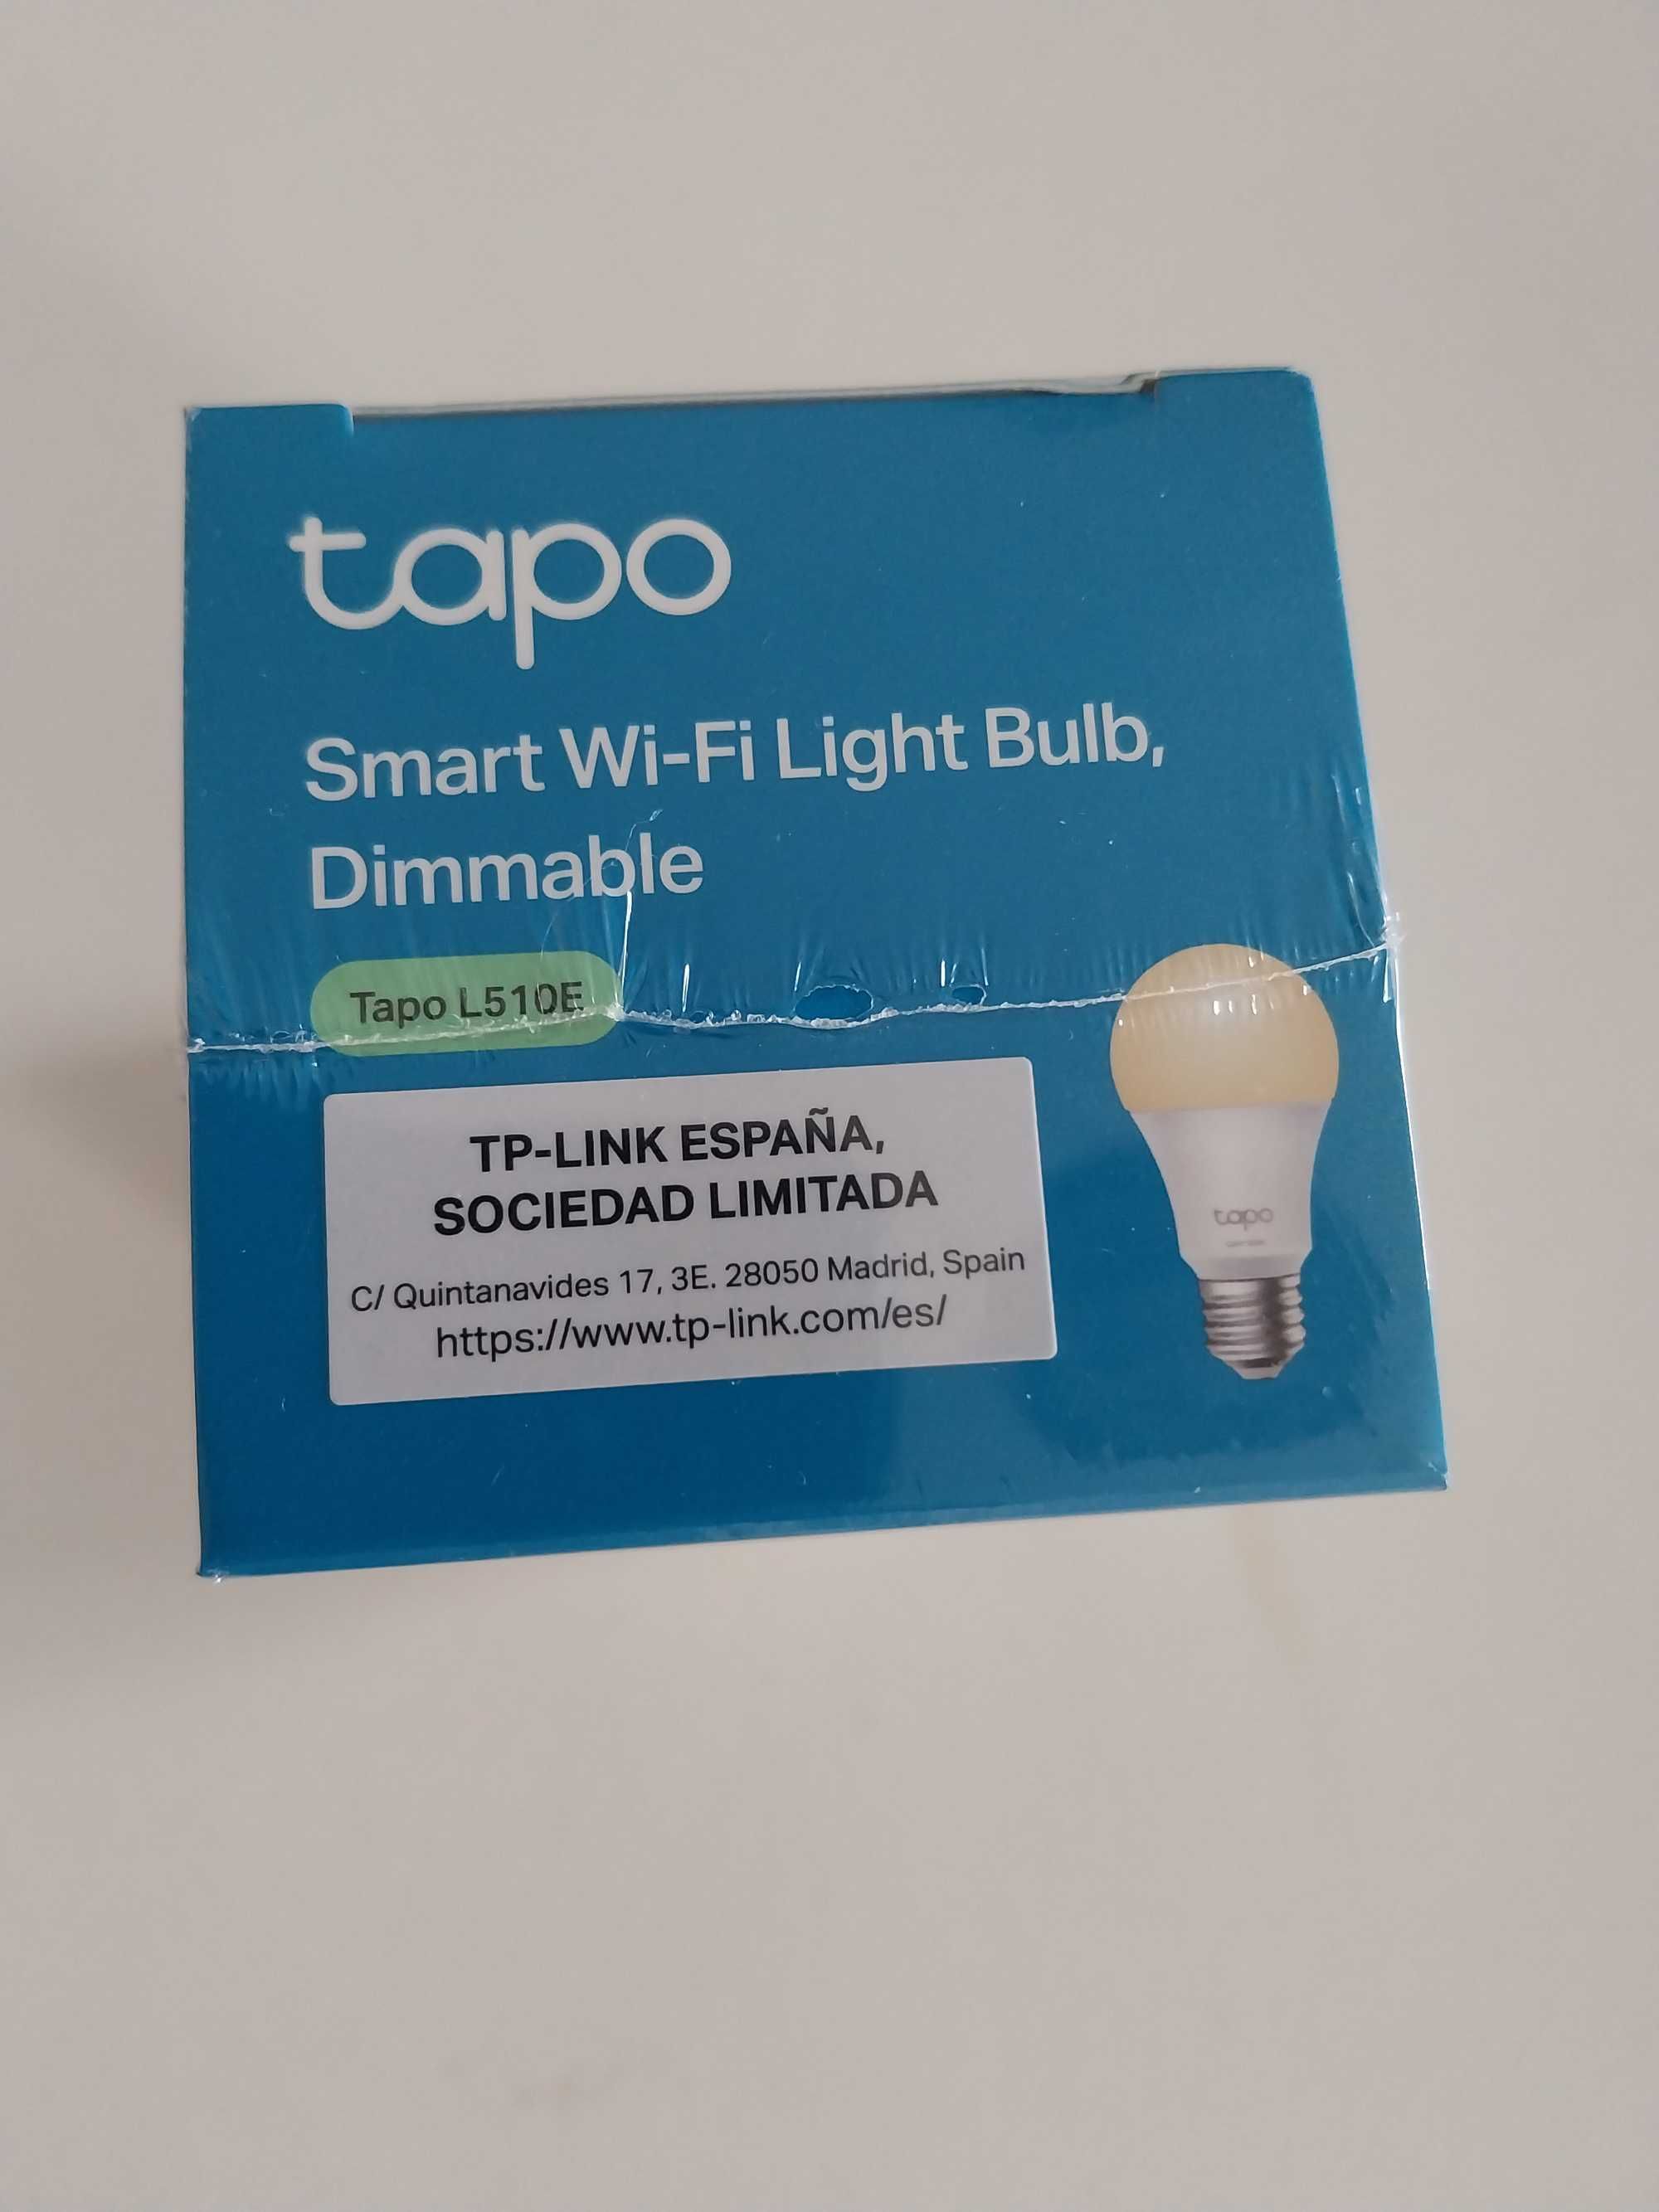 tapo
Smart Wi-Fi Light Bulb,
Dimmable
Tapo L510E
TP-LINK ESPAÑA,
SOCIEDAD LIMITADA
C/ Quintanavides 17, 3E. 28050 Madrid, Spain
https://www.tp-link.com/es/
tapo